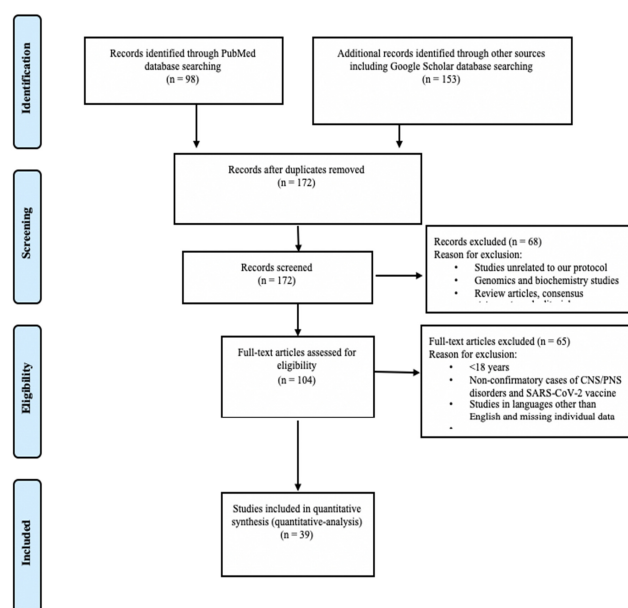 Identification
Records identified through PubMed
database searching
(n = 98)
Additional records identified through other sources
including Google Scholar database searching
(n = 153)
Records after duplicates removed
(n = 172)
Screening
Records screened
(n = 172)
Records excluded (n = 68)
Reason for exclusion:
• Studies unrelated to our protocol
• Genomics and biochemistry studies
• Review articles, consensus
Eligibility
Full-text articles assessed for
eligibility
(n = 104)
Full-text articles excluded (n = 65)
Reason for exclusion:
• <18 years
• Non-confirmatory cases of CNS/PNS
disorders and SARS-CoV-2 vaccine
• Studies in languages other than
English and missing individual data
Included
Studies included in quantitative
synthesis (quantitative-analysis)
(n = 39)